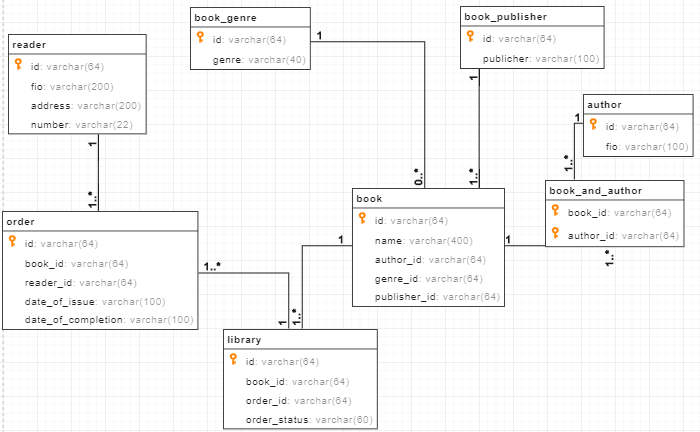 book_genre
id: varchar(64)
genre: varchar(40)
1
0..*
book_publisher
id: varchar(64)
publicher: varchar(100)
1
1..*
reader
id: varchar(64)
fio: varchar(200)
address: varchar(200)
number: varchar(22)
1
1..*
author
id: varchar(64)
fio: varchar(100)
1
1..*
book_and_author
book_id: varchar(64)
author_id: varchar(64)
1..*
book
id: varchar(64)
name: varchar(400)
author_id: varchar(64)
genre_id: varchar(64)
publisher_id: varchar(64)
1
1
order
id: varchar(64)
book_id: varchar(64)
reader_id: varchar(64)
date_of_issue: varchar(100)
date_of_completion: varchar(100)
1..*
1
1..*
library
id: varchar(64)
book_id: varchar(64)
order_id: varchar(64)
order_status: varchar(60)